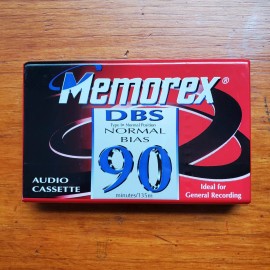 Memorex®
DBS
Type I • Normal Position
NORMAL
BIAS
90
minutes/135m
AUDIO
CASSETTE
Ideal for
General Recording